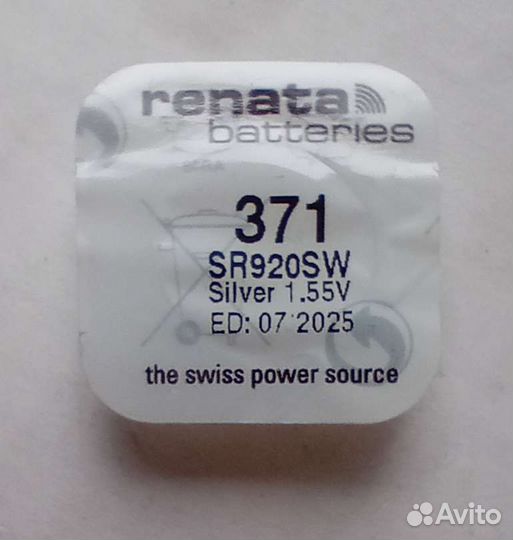 renata
batteries
371
SR920SW
Silver 1.55V
ED: 07 2025
the swiss power source
Avito